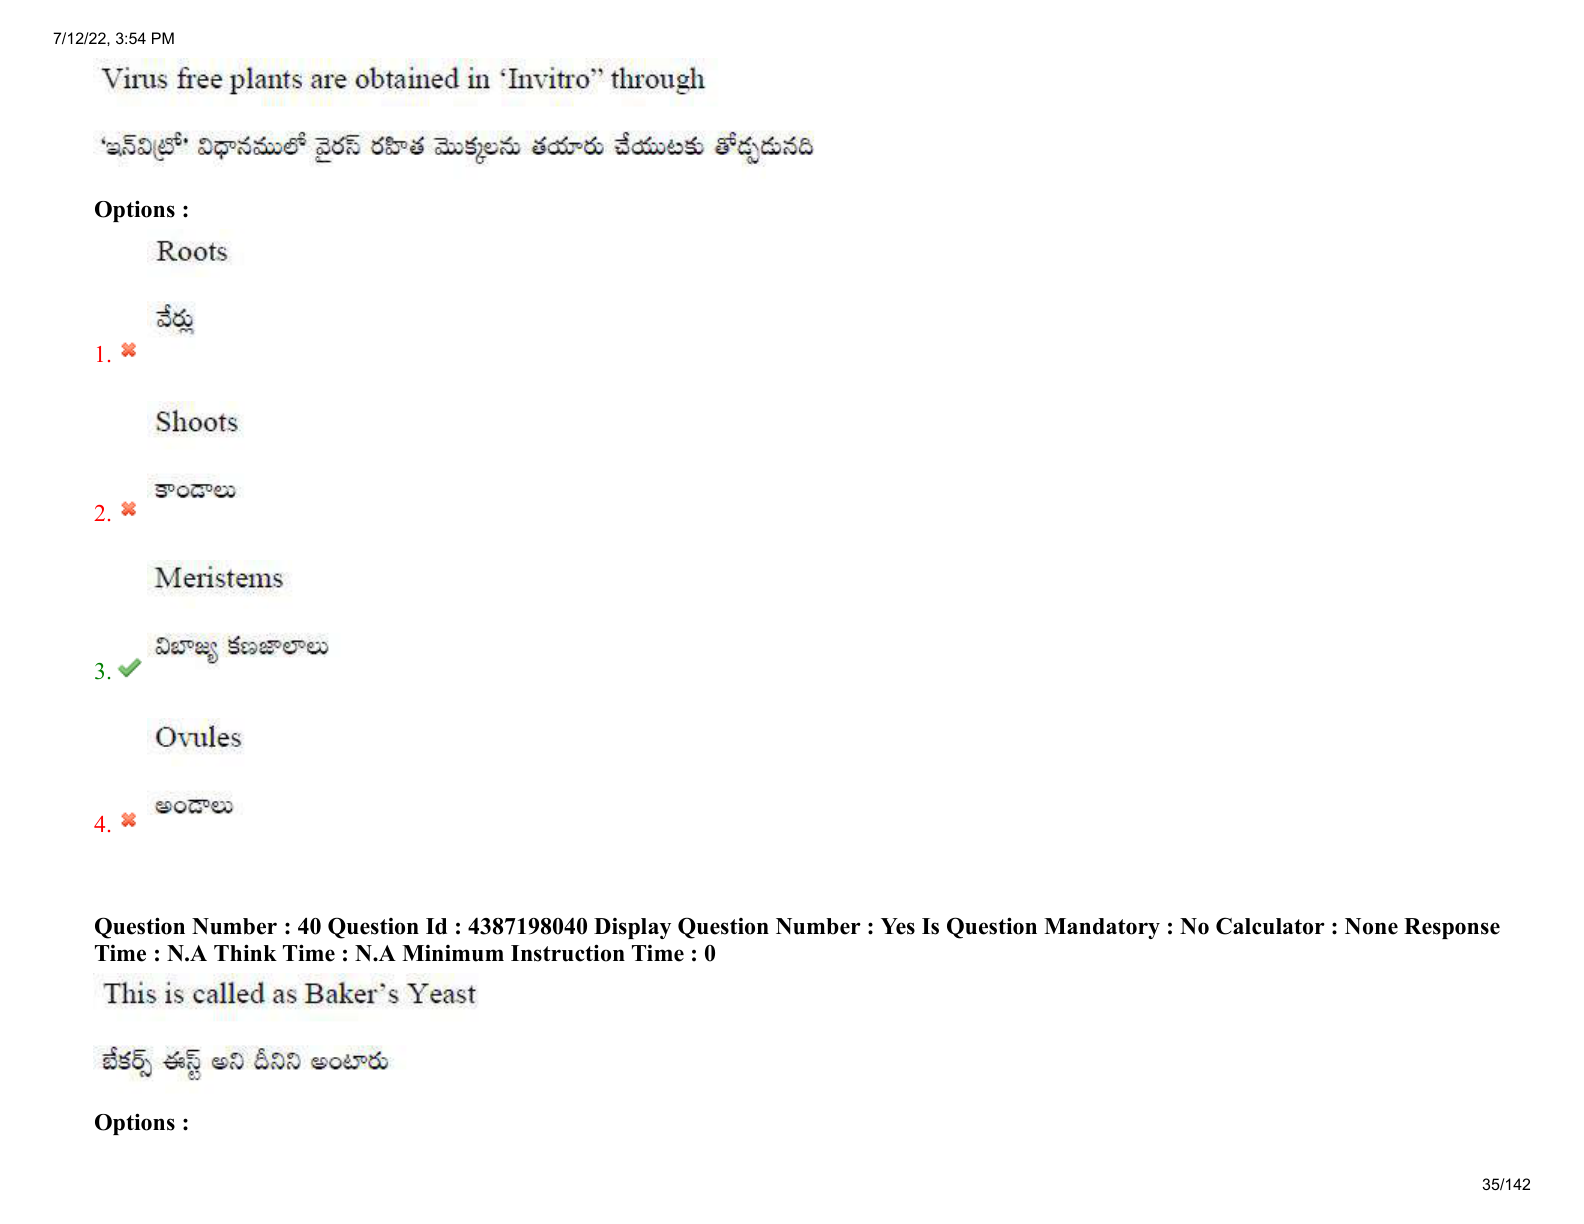 7/12/22, 3:54 PM
Virus free plants are obtained in ‘Invitro” through
‘ఇన్‌విట్రో’ విధానములో వైరస్ రహిత మొక్కలను తయారు చేయుటకు తోడ్పడునది
Options :
Roots
వేర్లు
1.
Shoots
కాండాలు
2.
Meristems
విబాజ్య కణజాలాలు
3.
Ovules
అండాలు
4.
Question Number : 40 Question Id : 4387198040 Display Question Number : Yes Is Question Mandatory : No Calculator : None Response
Time : N.A Think Time : N.A Minimum Instruction Time : 0
This is called as Baker’s Yeast
బేకర్స్ ఈస్ట్ అని దీనిని అంటారు
Options :
35/142